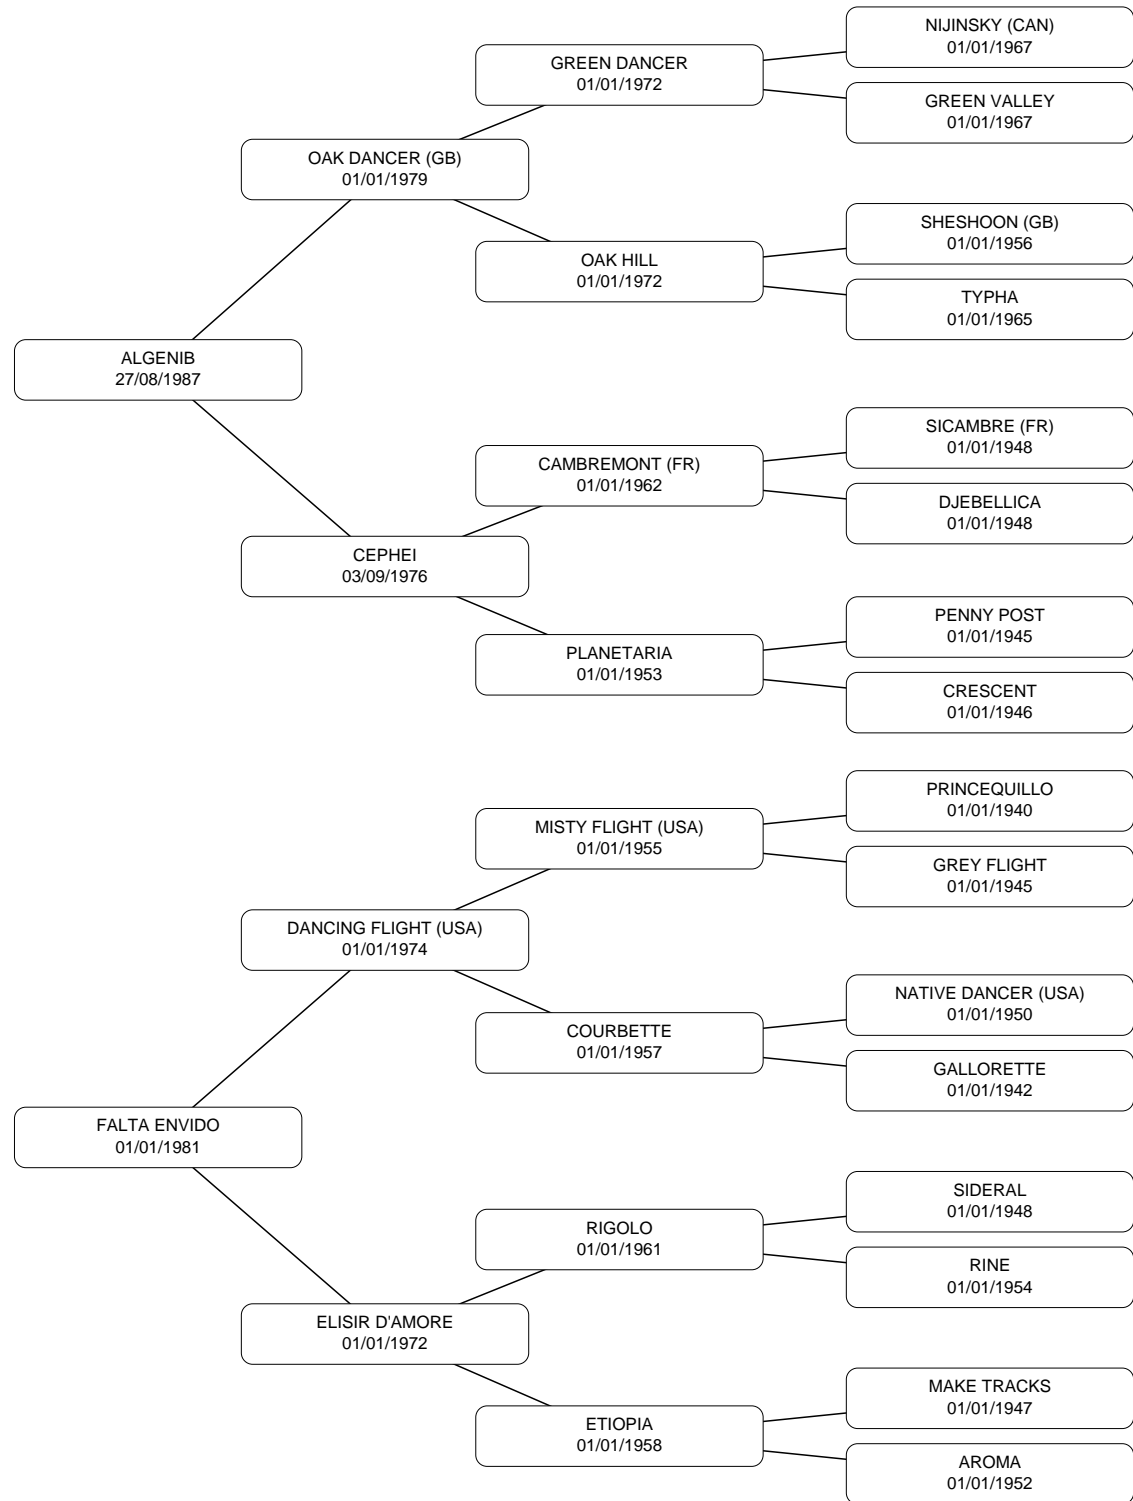 NIJINSKY (CAN)
01/01/1967
GREEN DANCER
01/01/1972
GREEN VALLEY
01/01/1967
OAK DANCER (GB)
01/01/1979
SHESHOON (GB)
01/01/1956
OAK HILL
01/01/1972
TYPHA
01/01/1965
ALGENIB
27/08/1987
SICAMBRE (FR)
01/01/1948
CAMBREMONT (FR)
01/01/1962
DJEBELLICA
01/01/1948
CEPHEI
03/09/1976
PENNY POST
01/01/1945
PLANETARIA
01/01/1953
CRESCENT
01/01/1946
PRINCEQUILLO
01/01/1940
MISTY FLIGHT (USA)
01/01/1955
GREY FLIGHT
01/01/1945
DANCING FLIGHT (USA)
01/01/1974
NATIVE DANCER (USA)
01/01/1950
COURBETTE
01/01/1957
GALLORETTE
01/01/1942
FALTA ENVIDO
01/01/1981
SIDERAL
01/01/1948
RIGOLO
01/01/1961
RINE
01/01/1954
ELISIR D'AMORE
01/01/1972
MAKE TRACKS
01/01/1947
ETIOPIA
01/01/1958
AROMA
01/01/1952